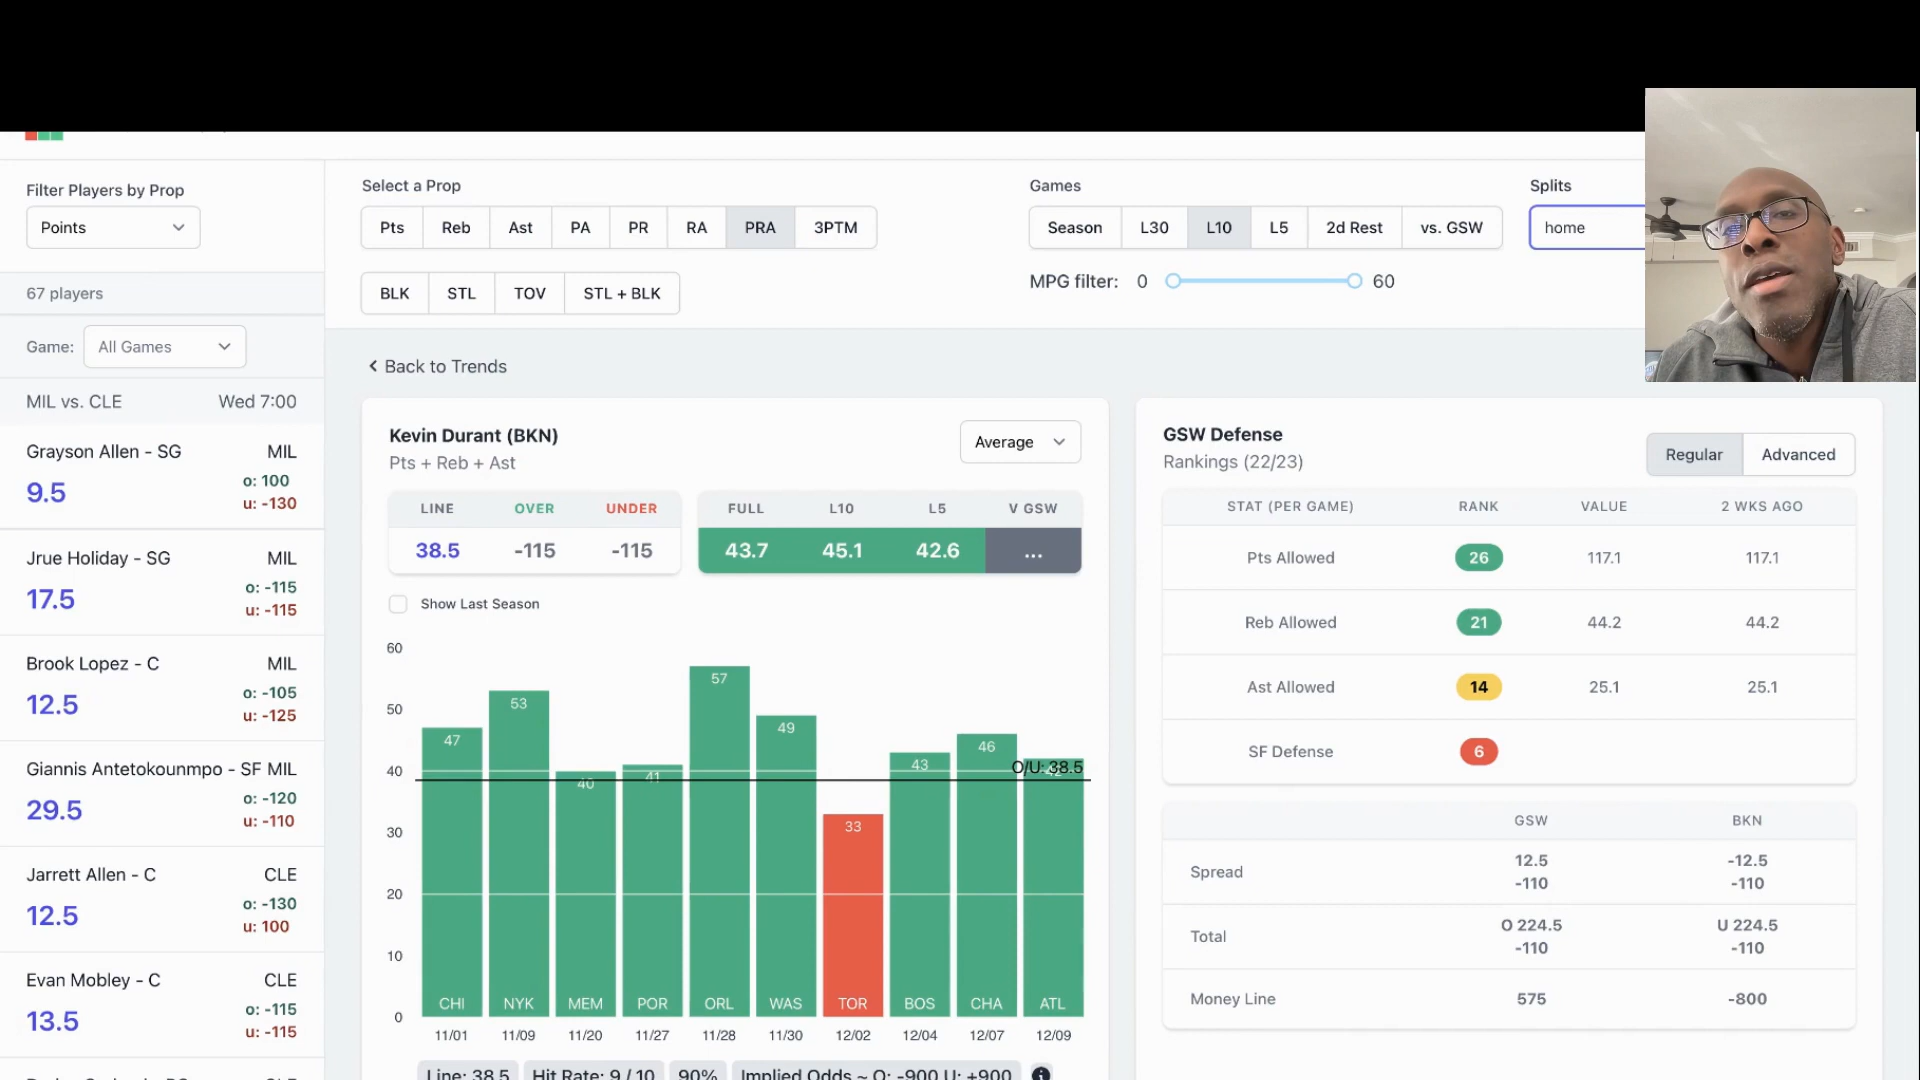 Filter Players by Prop
Points
67 players
Game: All Games
MIL vs. CLE Wed 7:00
Grayson Allen - SG MIL
9.5 o: 100
u: -130
Jrue Holiday - SG MIL
17.5 o: -115
u: -115
Brook Lopez - C MIL
12.5 o: -105
u: -125
Giannis Antetokounmpo - SF MIL
29.5 o: -120
u: -110
Jarrett Allen - C CLE
12.5 o: -130
u: 100
Evan Mobley - C CLE
13.5 o: -115
u: -115
Select a Prop
Pts Reb Ast PA PR RA PRA 3PTM
BLK STL TOV STL + BLK
Games
Season L30 L10 L5 2d Rest vs. GSW
MPG filter: 0 60
Splits
home
Back to Trends
Kevin Durant (BKN)
Pts + Reb + Ast
Average
LINE OVER UNDER
38.5 -115 -115
FULL L10 L5 V GSW
43.7 45.1 42.6 ...
Show Last Season
60
50
40
30
20
10
0
47 53 40 41 57 49 33 43 46 42
O/U: 38.5
CHI NYK MEM POR ORL WAS TOR BOS CHA ATL
11/01 11/09 11/20 11/27 11/28 11/30 12/02 12/04 12/07 12/09
Line: 38.5 Hit Rate: 9 / 10 90% Implied Odds ~ O: -900 U: +900
GSW Defense
Rankings (22/23)
Regular Advanced
STAT (PER GAME) RANK VALUE 2 WKS AGO
Pts Allowed 26 117.1 117.1
Reb Allowed 21 44.2 44.2
Ast Allowed 14 25.1 25.1
SF Defense 6
GSW BKN
Spread 12.5 -12.5
-110 -110
Total O 224.5 U 224.5
-110 -110
Money Line 575 -800